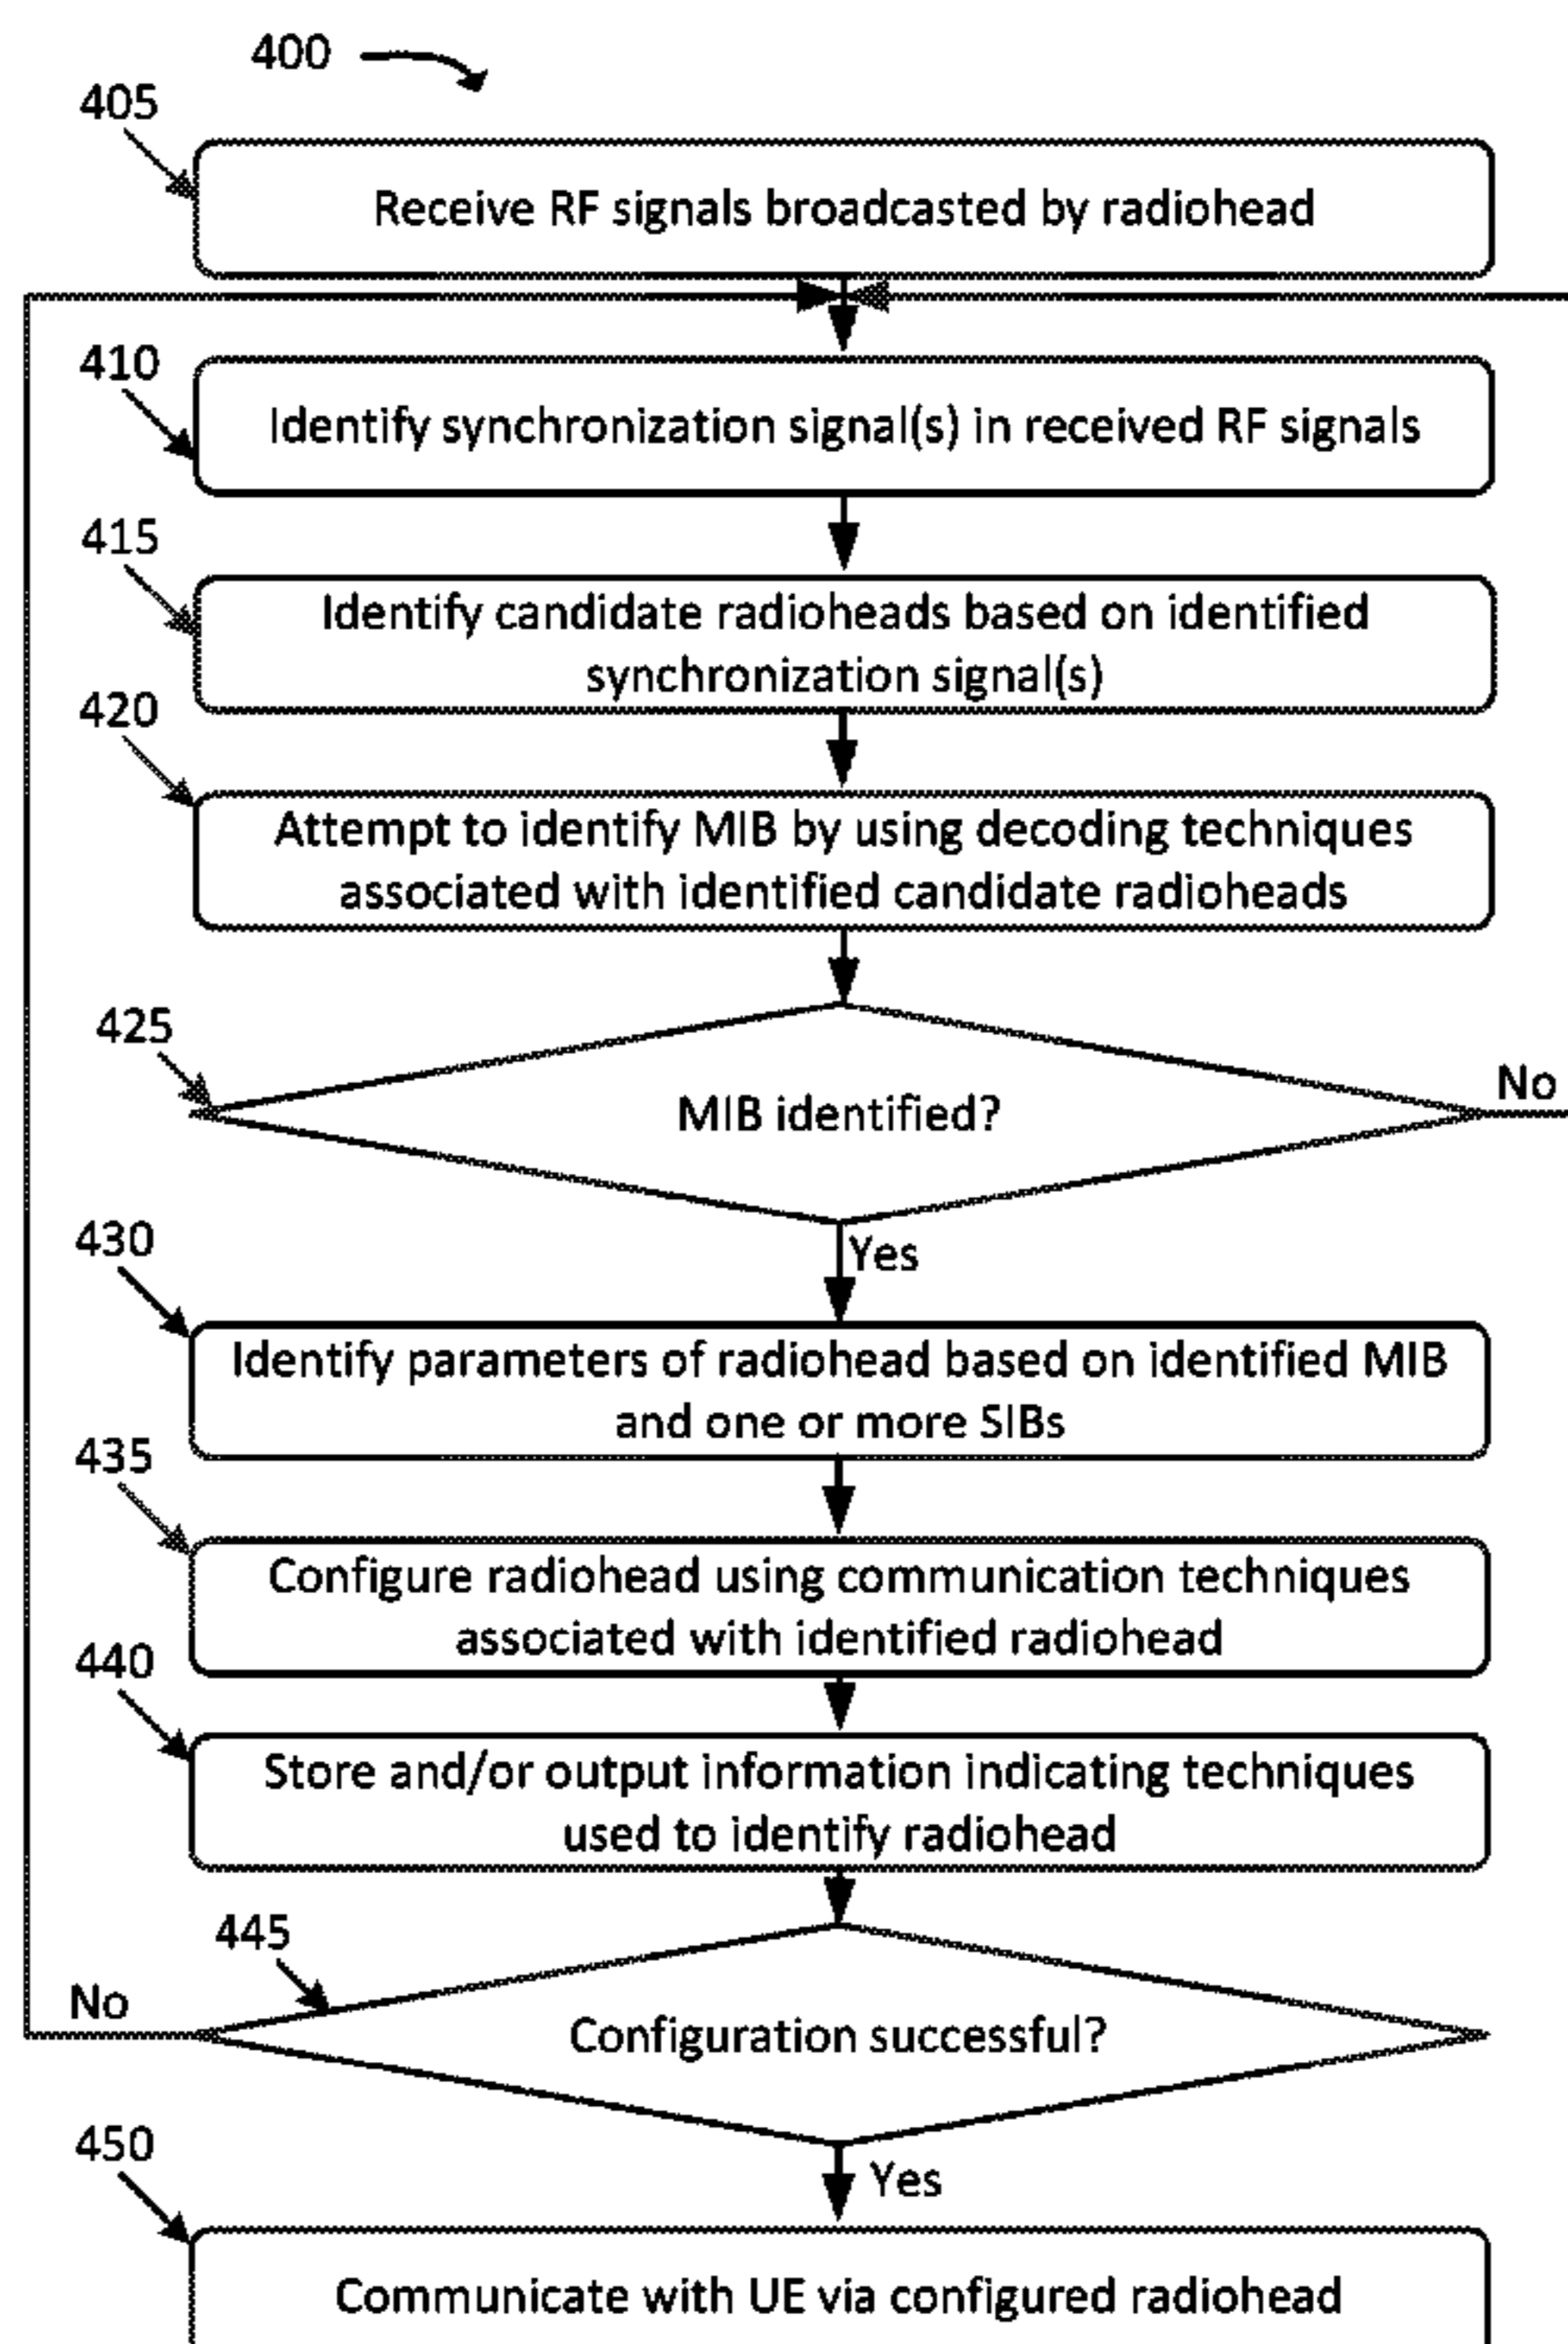 400
405
Receive RF signals broadcasted by radiohead
410
Identify synchronization signal(s) in received RF signals
415
Identify candidate radioheads based on identified
synchronization signal(s)
420
Attempt to identify MIB by using decoding techniques
associated with identified candidate radioheads
425
MIB identified?
No
Yes
430
Identify parameters of radiohead based on identified MIB
and one or more SIBs
435
Configure radiohead using communication techniques
associated with identified radiohead
440
Store and/or output information indicating techniques
used to identify radiohead
445
No
Configuration successful?
Yes
450
Communicate with UE via configured radiohead